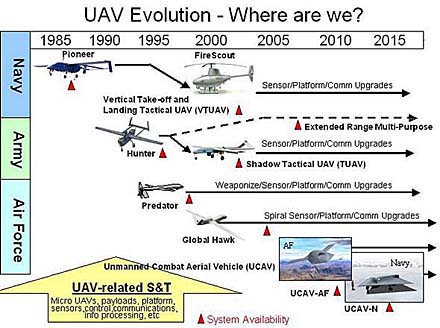 UAV Evolution - Where are we?
1985 1990 1995 2000 2005 2010 2015
Navy
Pioneer
FireScout
Sensor/Platform/Comm Upgrades
Vertical Take-off and
Landing Tactical UAV (VTUAV)
Army
Extended Range Multi-Purpose
Hunter
Sensor/Platform/Comm Upgrades
Shadow Tactical UAV (TUAV)
Air Force
Weaponize/Sensor/Platform/Comm Upgrades
Predator
Spiral Sensor/Platform/Comm Upgrades
Global Hawk
AF
Unmanned Combat Aerial Vehicle (UCAV)
Navy
UCAV-AF
UCAV-N
UAV-related S&T
Micro UAVs, payloads, platform,
sensors,control,communications,
info processing, etc
System Availability